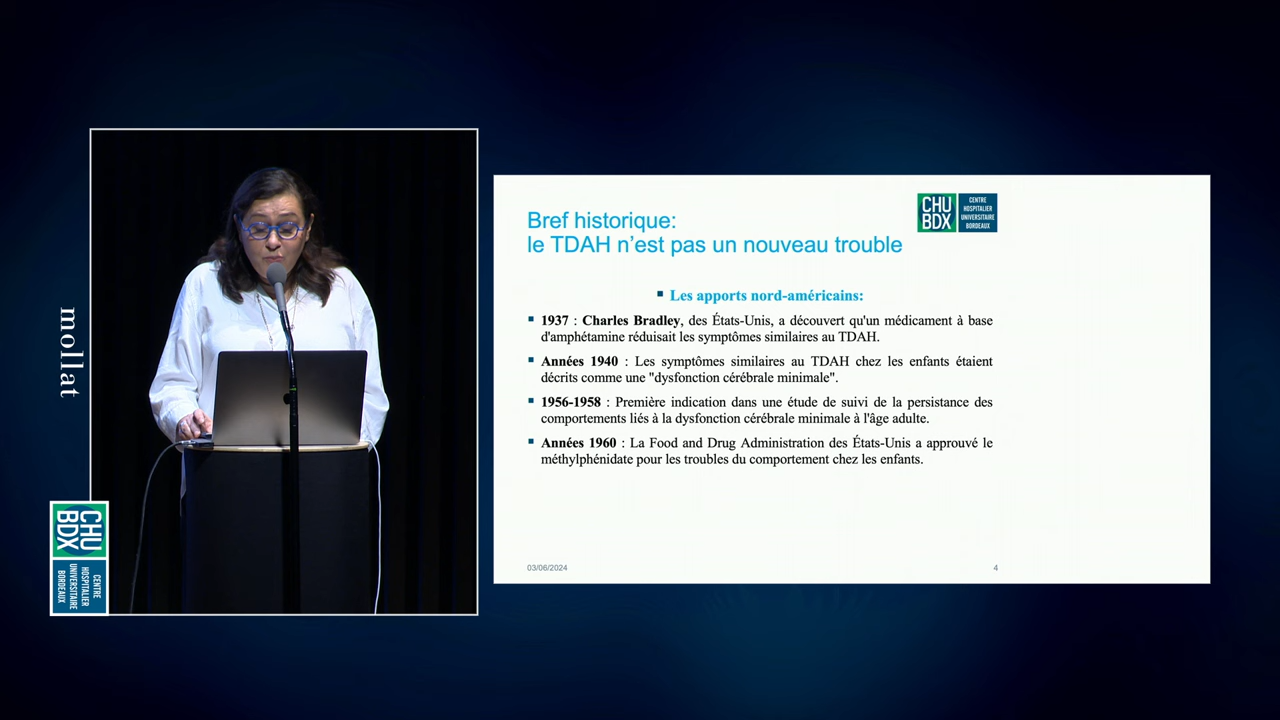 mollat
CHU
BDX
CENTRE
HOSPITALIER
UNIVERSITAIRE
BORDEAUX
CHU
BDX
CENTRE
HOSPITALIER
UNIVERSITAIRE
BORDEAUX
Bref historique:
le TDAH n’est pas un nouveau trouble
▪ Les apports nord-américains:
▪ 1937 : Charles Bradley, des États-Unis, a découvert qu'un médicament à base
d'amphétamine réduisait les symptômes similaires au TDAH.
▪ Années 1940 : Les symptômes similaires au TDAH chez les enfants étaient
décrits comme une "dysfonction cérébrale minimale".
▪ 1956-1958 : Première indication dans une étude de suivi de la persistance des
comportements liés à la dysfonction cérébrale minimale à l'âge adulte.
▪ Années 1960 : La Food and Drug Administration des États-Unis a approuvé le
méthylphénidate pour les troubles du comportement chez les enfants.
03/06/2024
4